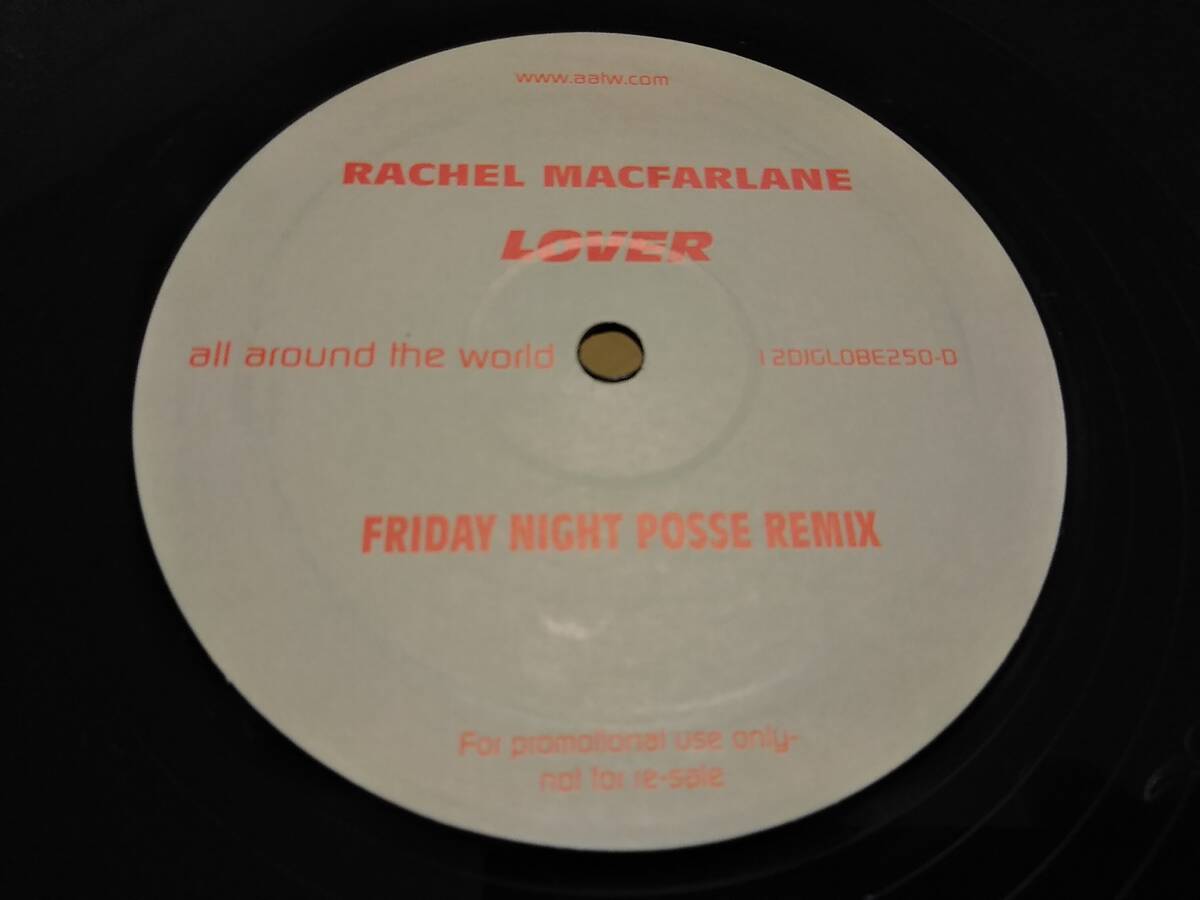 www.aatw.com
RACHEL MACFARLANE
LOVER
all around the world 12DJGLOBE250-D
FRIDAY NIGHT POSSE REMIX
For promotional use only-
not for re-sale